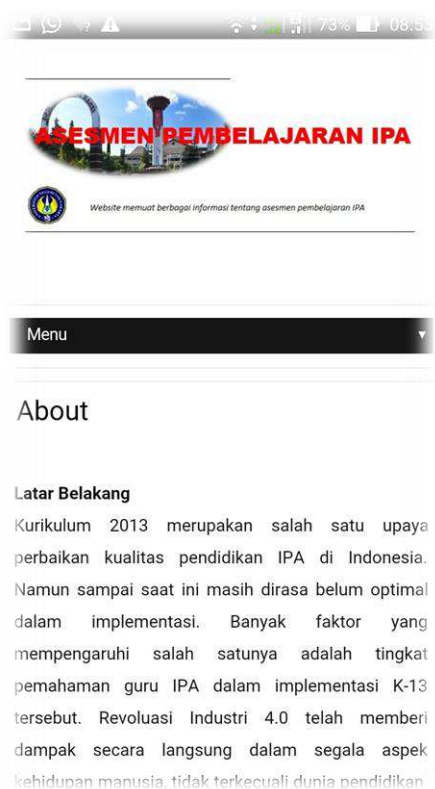 73% 08:53
ASESMEN PEMBELAJARAN IPA
Website memuat berbagai informasi tentang asesmen pembelajaran IPA
Menu
About
Latar Belakang
Kurikulum 2013 merupakan salah satu upaya
perbaikan kualitas pendidikan IPA di Indonesia.
Namun sampai saat ini masih dirasa belum optimal
dalam implementasi. Banyak faktor yang
mempengaruhi salah satunya adalah tingkat
pemahaman guru IPA dalam implementasi K-13
tersebut. Revoluasi Industri 4.0 telah memberi
dampak secara langsung dalam segala aspek
kehidupan manusia, tidak terkecuali dunia pendidikan.